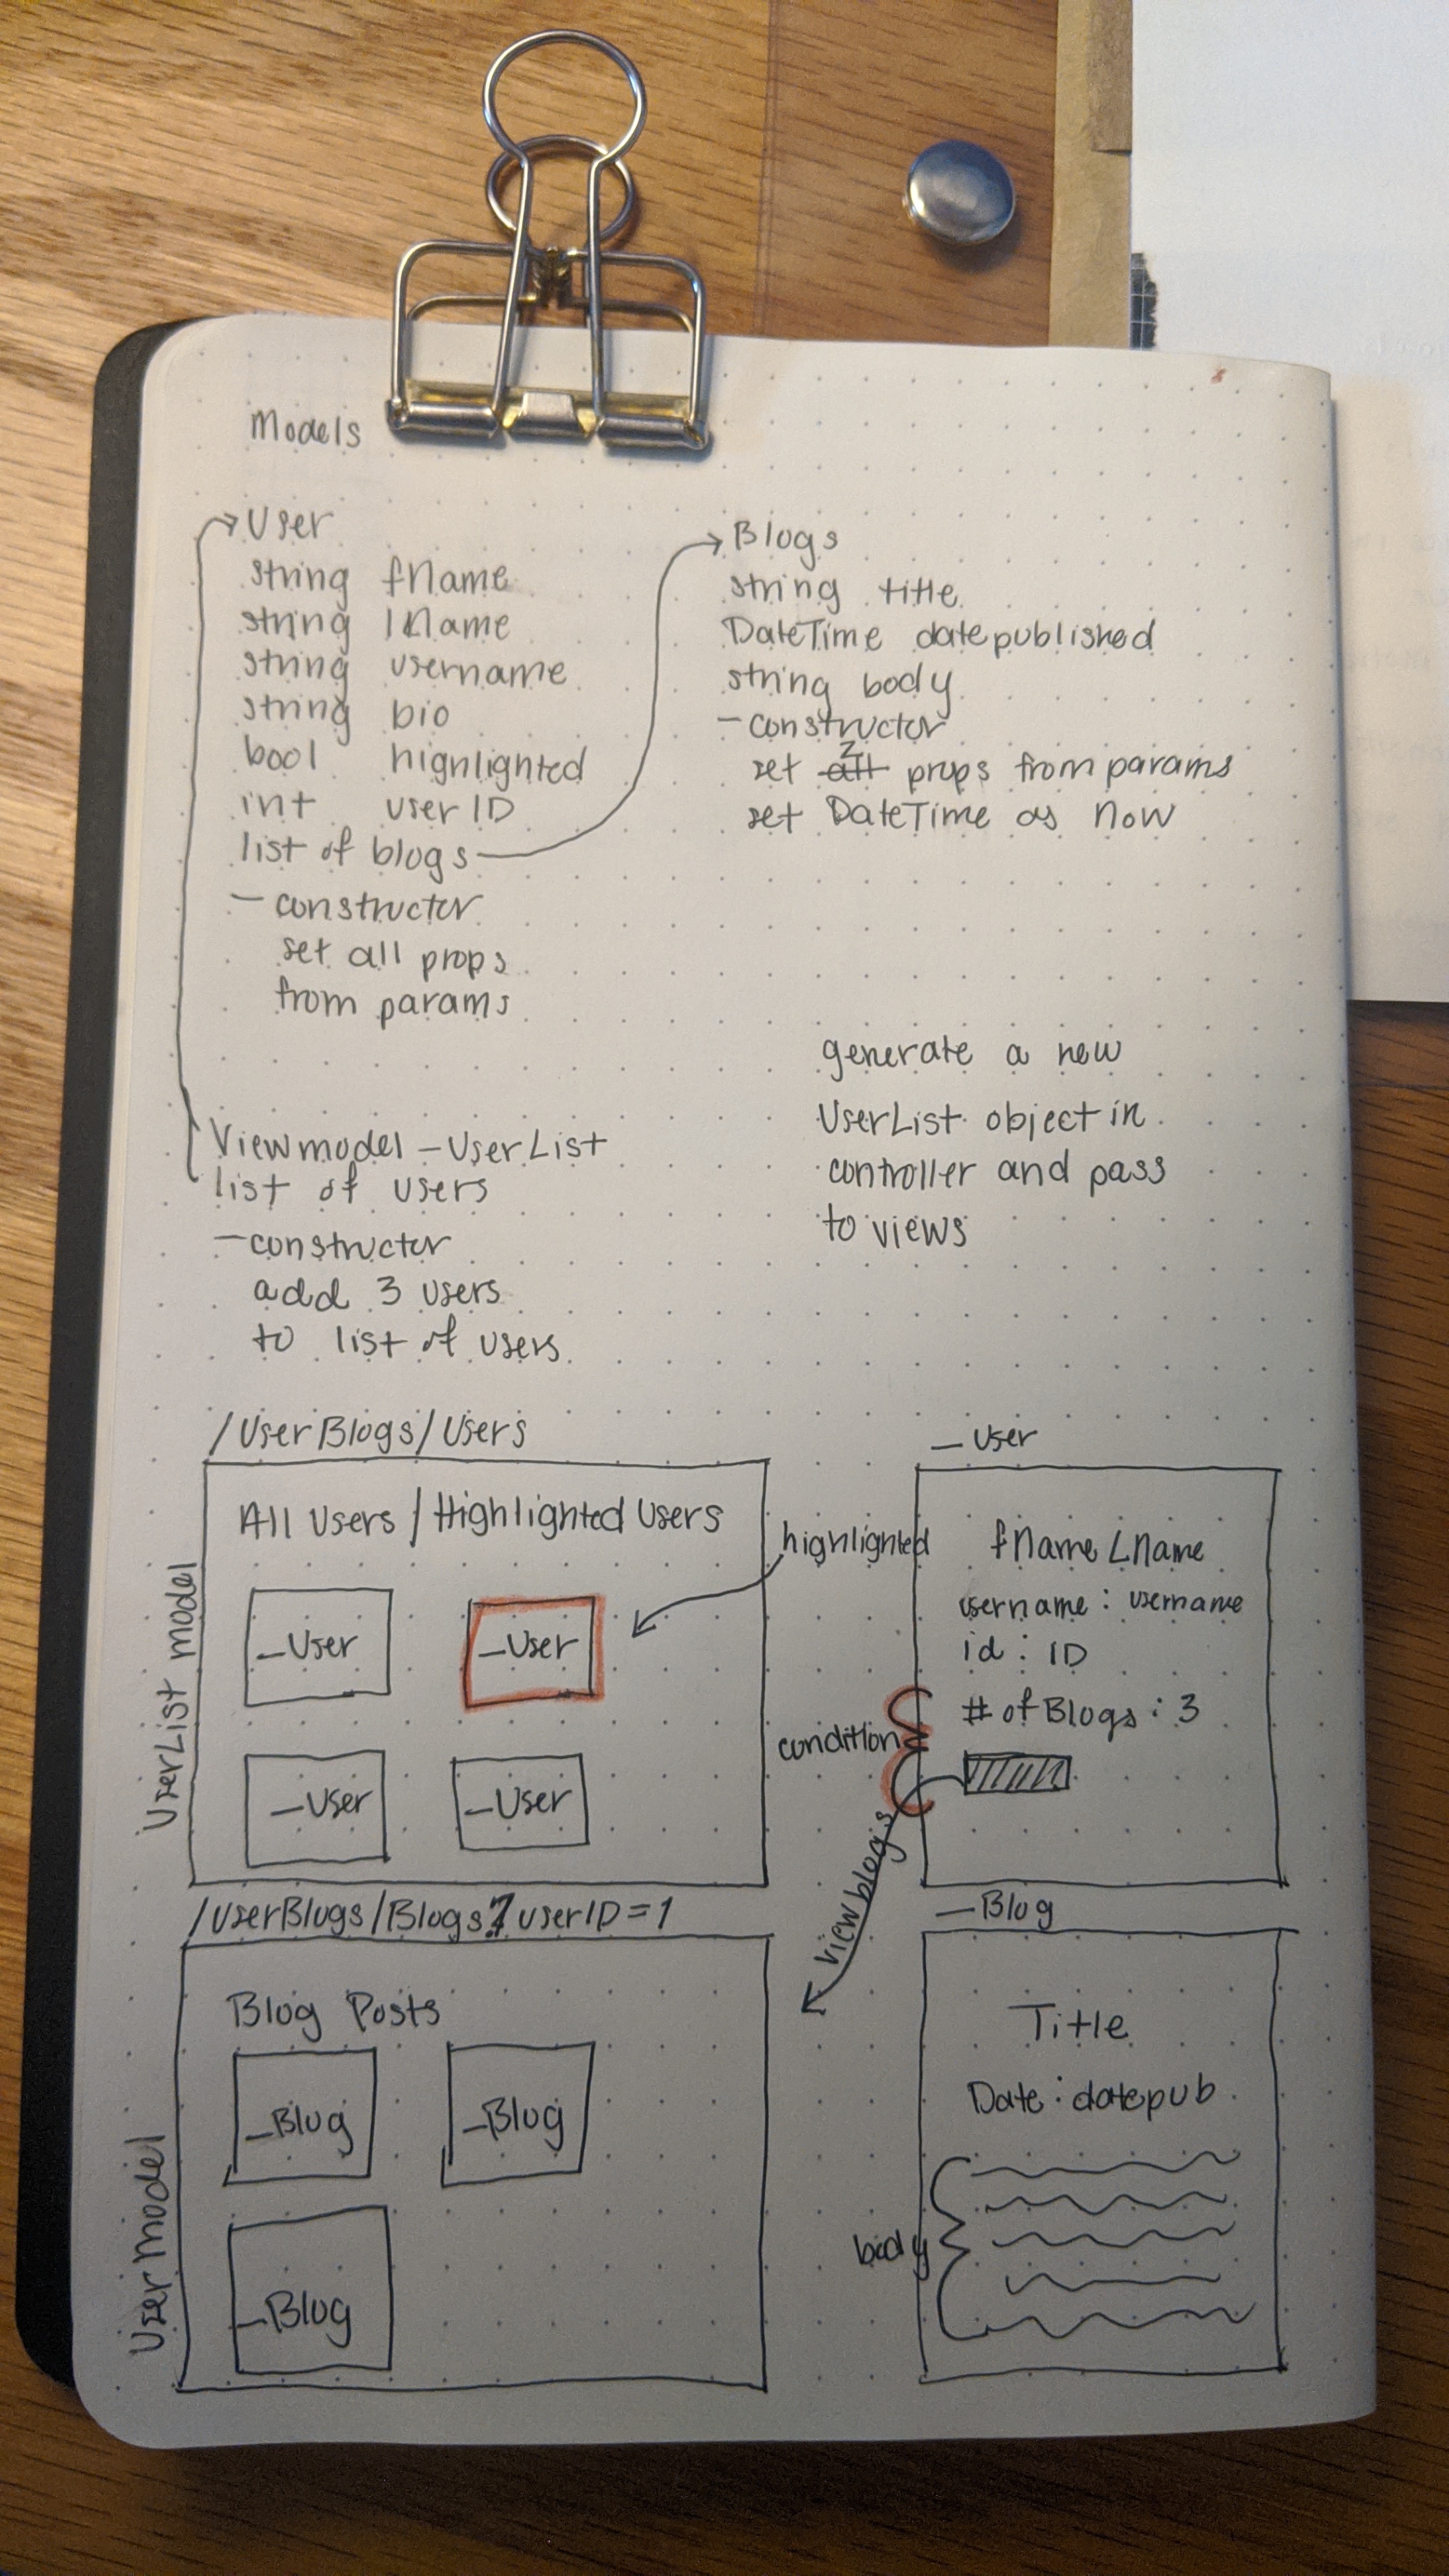 Models
User
string fName
string lName
string username
string bio
bool highlighted
int userID
list of blogs
- constructor
set all props
from params
Blogs
string title
DateTime datepublished
string body
- constructor
set all 2 props from params
set DateTime as Now
generate a new
UserList object in
controller and pass
to views
Viewmodel - UserList
list of users
- constructor
add 3 users
to list of users
/UserBlogs/Users
UserList model
All Users / Highlighted Users
_User
_User
_User
_User
highlighted
_User
fName LName
username : username
id : ID
# of Blogs : 3
condition
view blogs
/UserBlogs/Blogs?userID=1
User model
Blog Posts
_Blog
_Blog
_Blog
_Blog
Title
Date : datepub
body